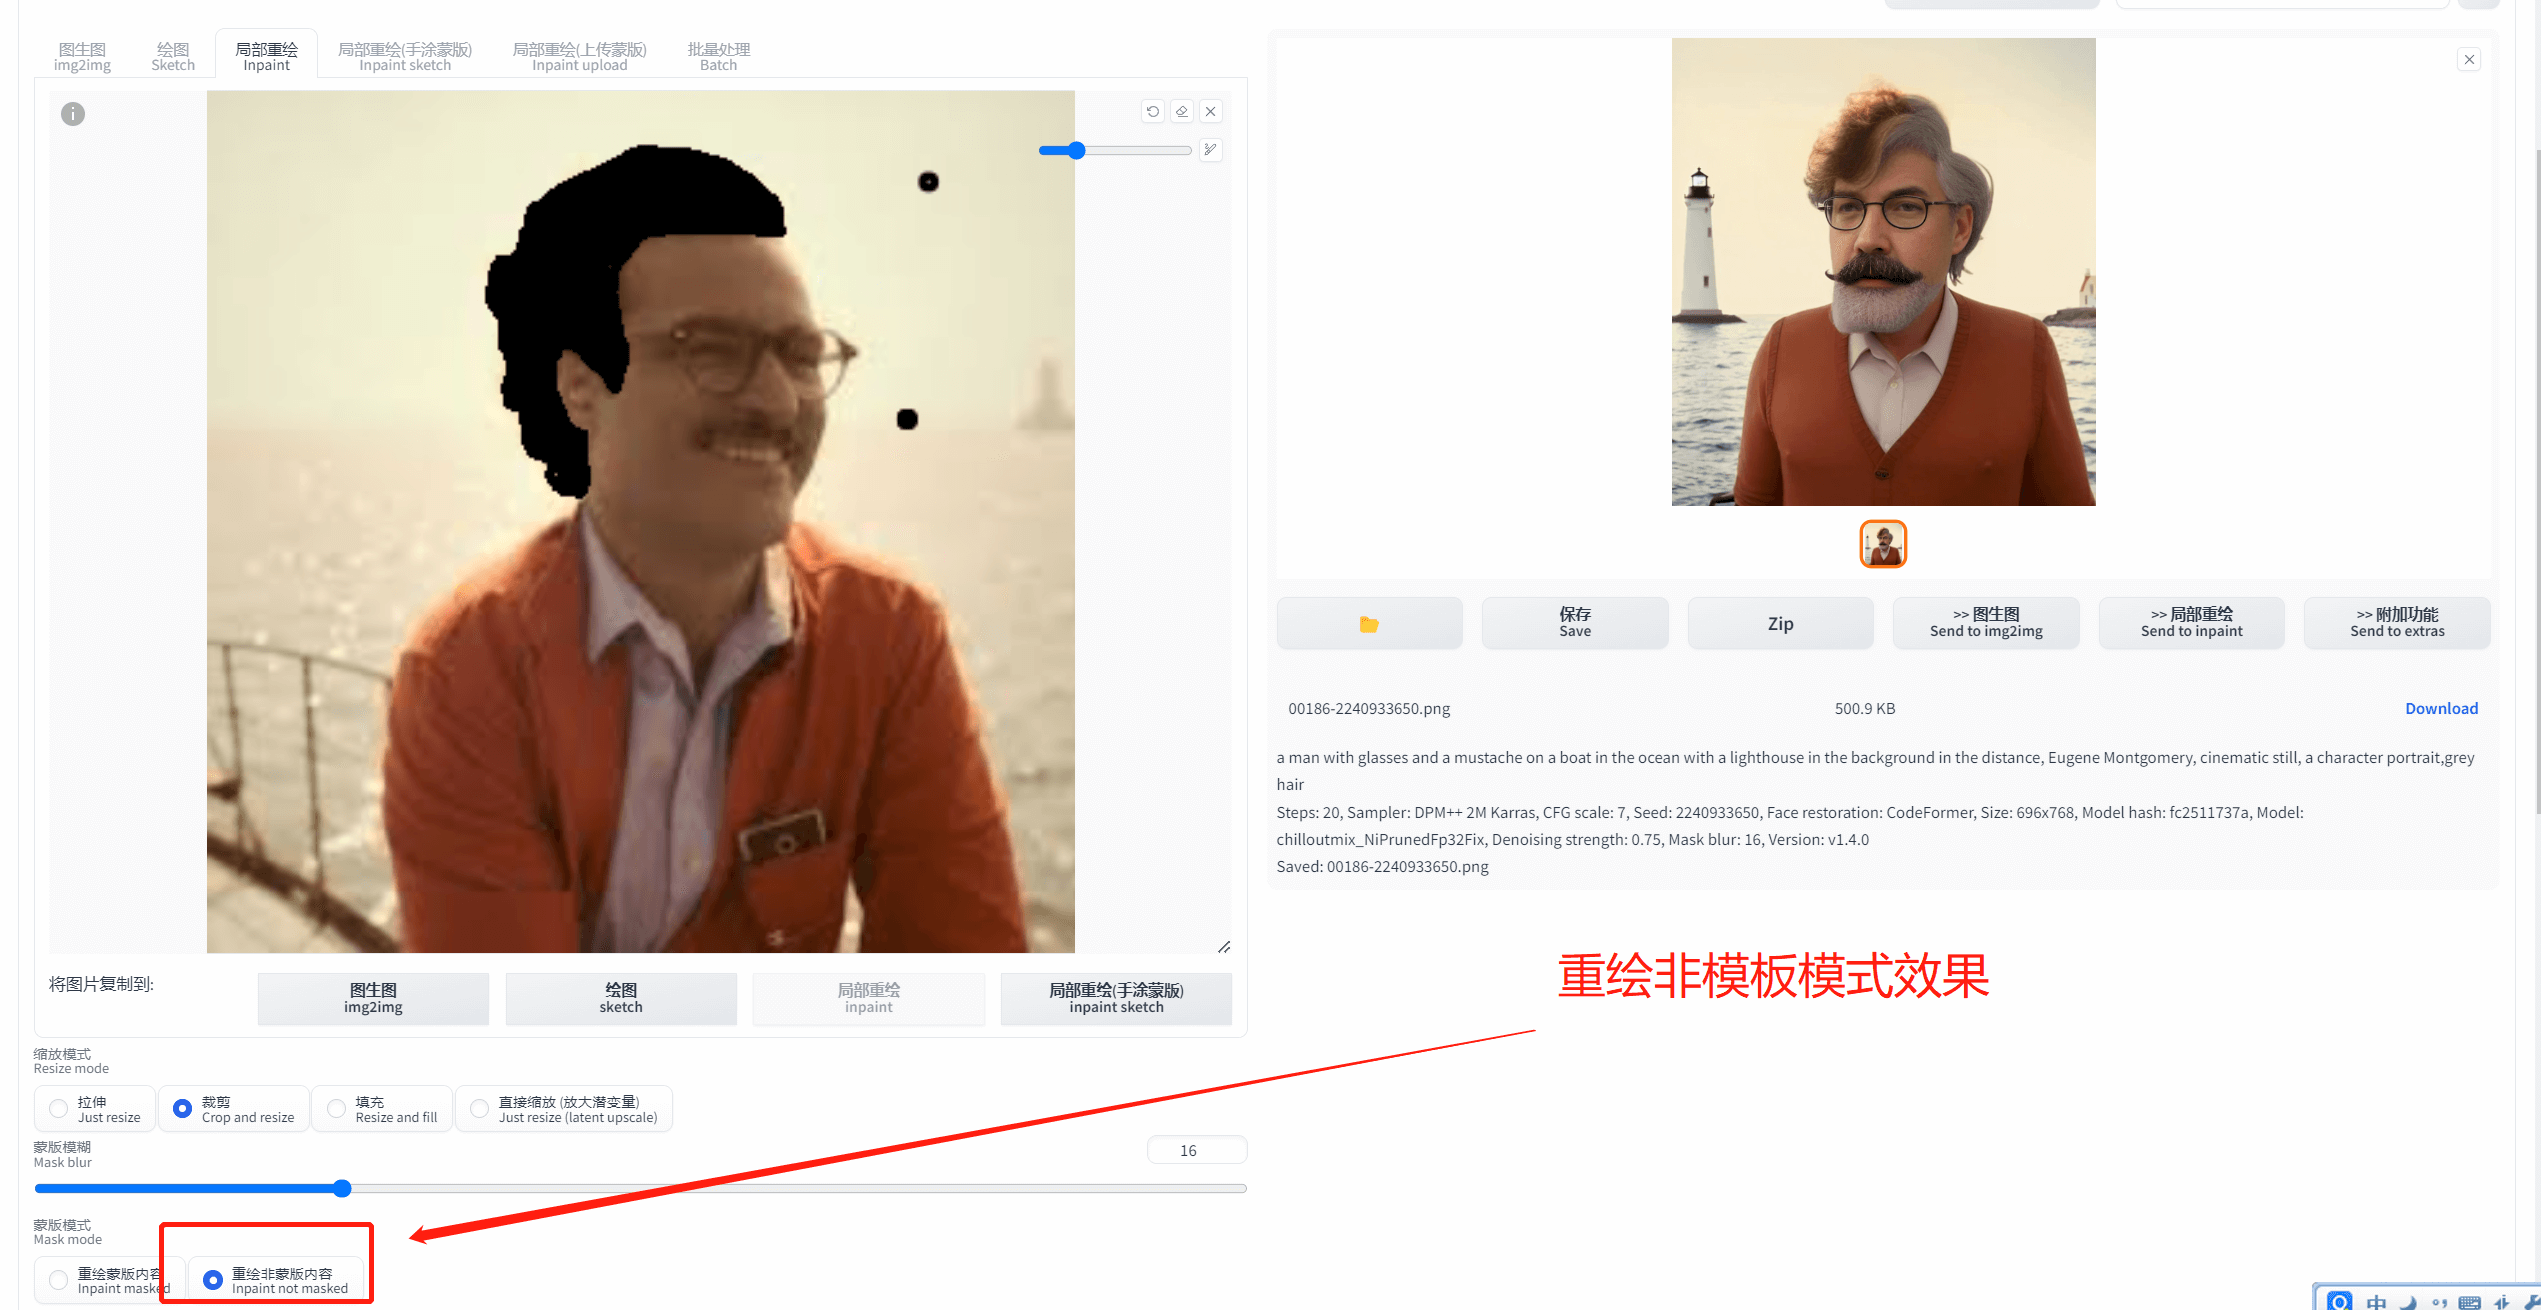 图生图
img2img
绘图
Sketch
局部重绘
Inpaint
局部重绘(手涂蒙版)
Inpaint sketch
局部重绘(上传蒙版)
Inpaint upload
批量处理
Batch
将图片复制到:
图生图
img2img
绘图
sketch
局部重绘
inpaint
局部重绘(手涂蒙版)
inpaint sketch
缩放模式
Resize mode
拉伸
Just resize
裁剪
Crop and resize
填充
Resize and fill
直接缩放 (放大潜变量)
Just resize (latent upscale)
蒙版模糊
Mask blur
16
蒙版模式
Mask mode
重绘蒙版内容
Inpaint masked
重绘非蒙版内容
Inpaint not masked
保存
Save
Zip
>> 图生图
Send to img2img
>> 局部重绘
Send to inpaint
>> 附加功能
Send to extras
00186-2240933650.png
500.9 KB
Download
a man with glasses and a mustache on a boat in the ocean with a lighthouse in the background in the distance, Eugene Montgomery, cinematic still, a character portrait,grey
hair
Steps: 20, Sampler: DPM++ 2M Karras, CFG scale: 7, Seed: 2240933650, Face restoration: CodeFormer, Size: 696x768, Model hash: fc2511737a, Model:
chilloutmix_NiPrunedFp32Fix, Denoising strength: 0.75, Mask blur: 16, Version: v1.4.0
Saved: 00186-2240933650.png
重绘非模板模式效果
中